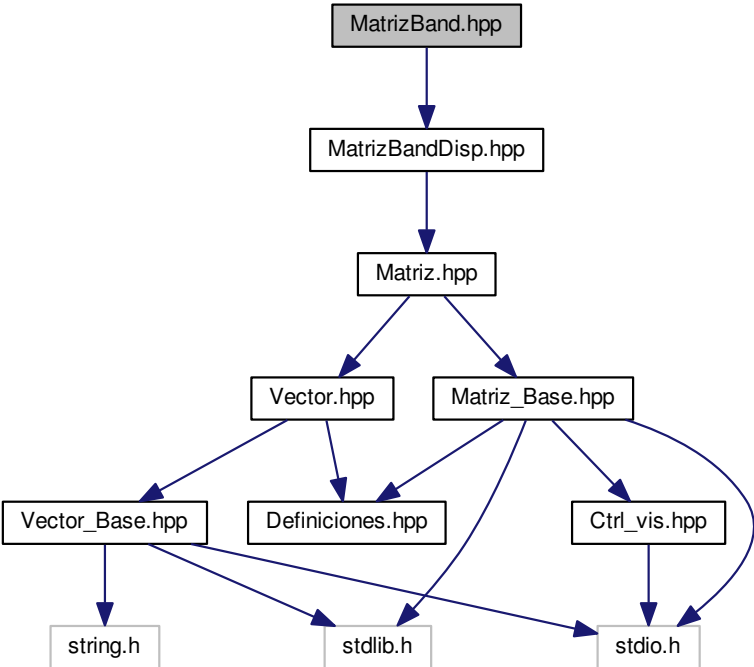 MatrizBand.hpp
MatrizBandDisp.hpp
Matriz.hpp
Vector.hpp
Matriz_Base.hpp
Vector_Base.hpp
Definiciones.hpp
Ctrl_vis.hpp
string.h
stdlib.h
stdio.h